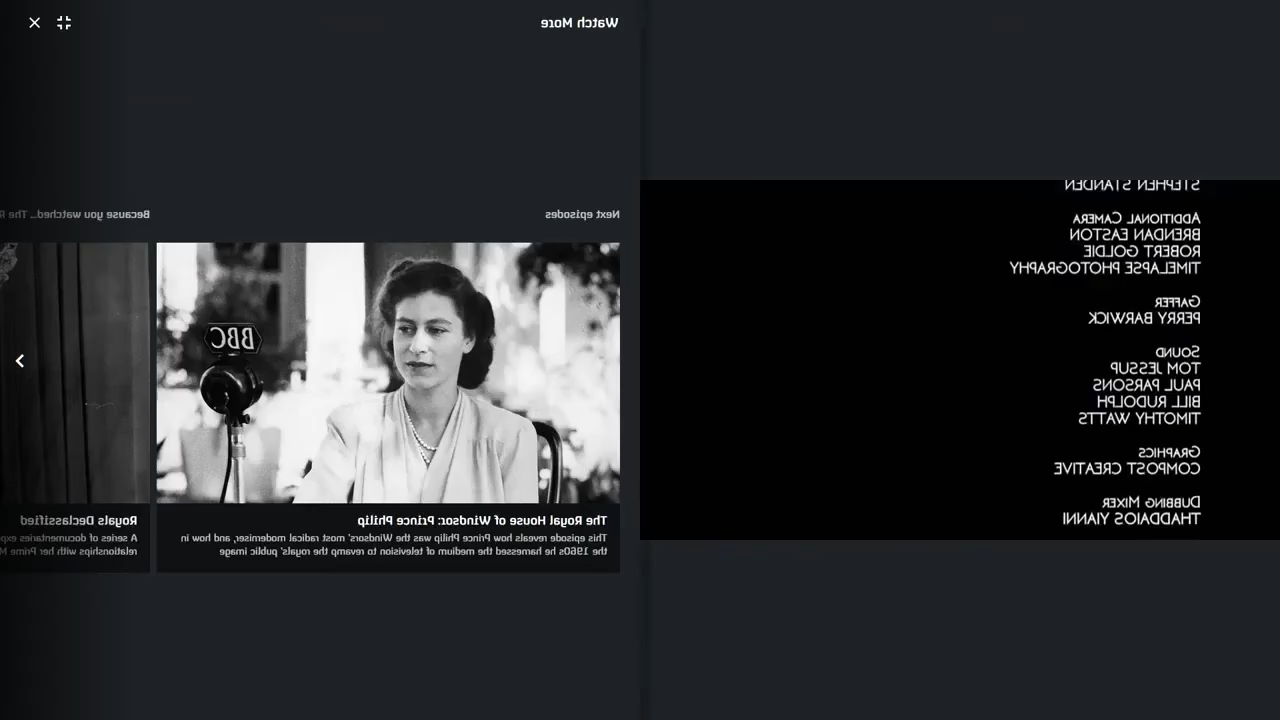 Watch More
Next episodes
Because you watched... The R
BBC
The Royal House of Windsor: Prince Philip
This episode reveals how Prince Philip was the Windsors' most radical moderniser, and how in
the 1960s he harnessed the medium of television to revamp the royals' public image
Royals Declassified
A series of documentaries exp
relationships with her Prime M
STEPHEN STANDEN
ADDITIONAL CAMERA
BRENDAN EASTON
ROBERT GOLDIE
TIMELAPSE PHOTOGRAPHY
GAFFER
PERRY BARWICK
SOUND
TOM JESSUP
PAUL PARSONS
BILL RUDOLPH
TIMOTHY WATTS
GRAPHICS
COMPOST CREATIVE
DUBBING MIXER
THADDAIOS YIANNI